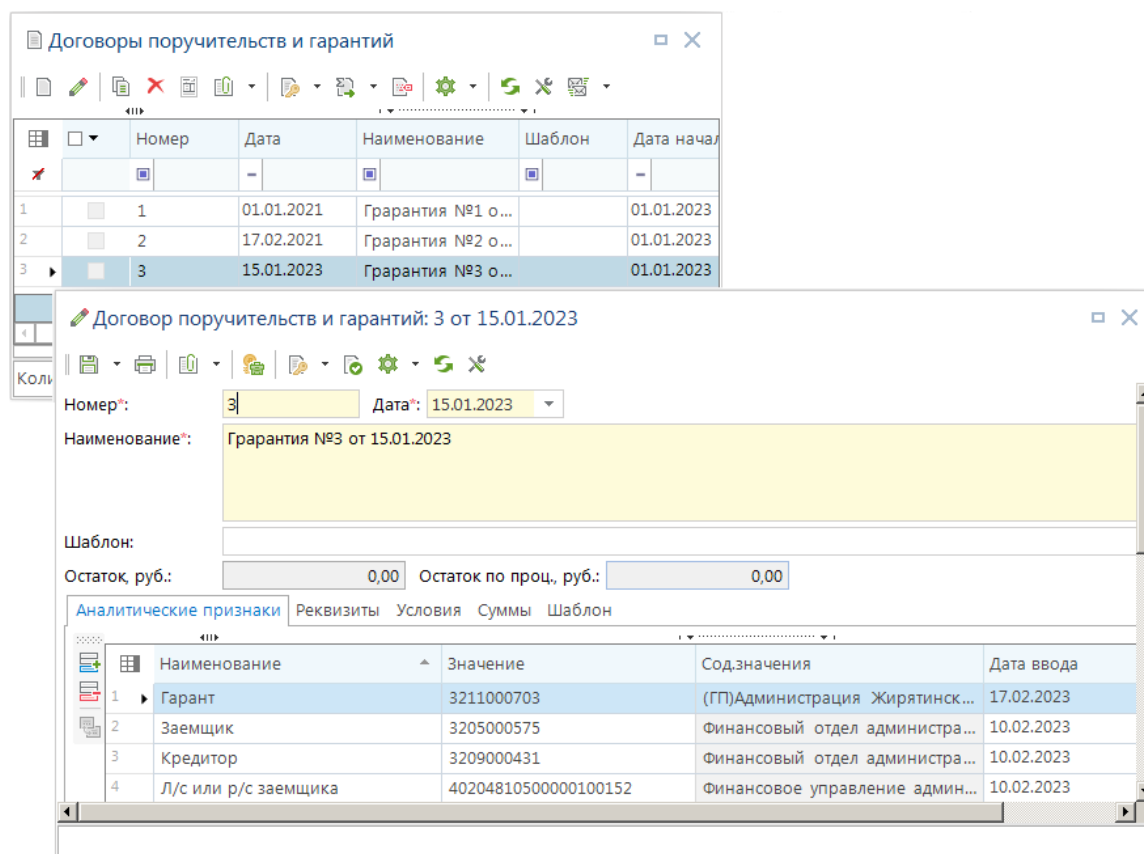 Договоры поручительств и гарантий
Номер Дата Наименование Шаблон Дата начал
1 1 01.01.2021 Грарантия №1 о... 01.01.2023
2 2 17.02.2021 Грарантия №2 о... 01.01.2023
3 3 15.01.2023 Грарантия №3 о... 01.01.2023
Коли
Договор поручительств и гарантий: 3 от 15.01.2023
Номер*: 3 Дата*: 15.01.2023
Наименование*: Грарантия №3 от 15.01.2023
Шаблон:
Остаток, руб.: 0,00 Остаток по проц., руб.: 0,00
Аналитические признаки Реквизиты Условия Суммы Шаблон
Наименование Значение Сод.значения Дата ввода
1 Гарант 3211000703 (ГП)Администрация Жирятинск... 17.02.2023
2 Заемщик 3205000575 Финансовый отдел администра... 10.02.2023
3 Кредитор 3209000431 Финансовый отдел администра... 10.02.2023
4 Л/с или р/с заемщика 40204810500000100152 Финансовое управление админ... 10.02.2023